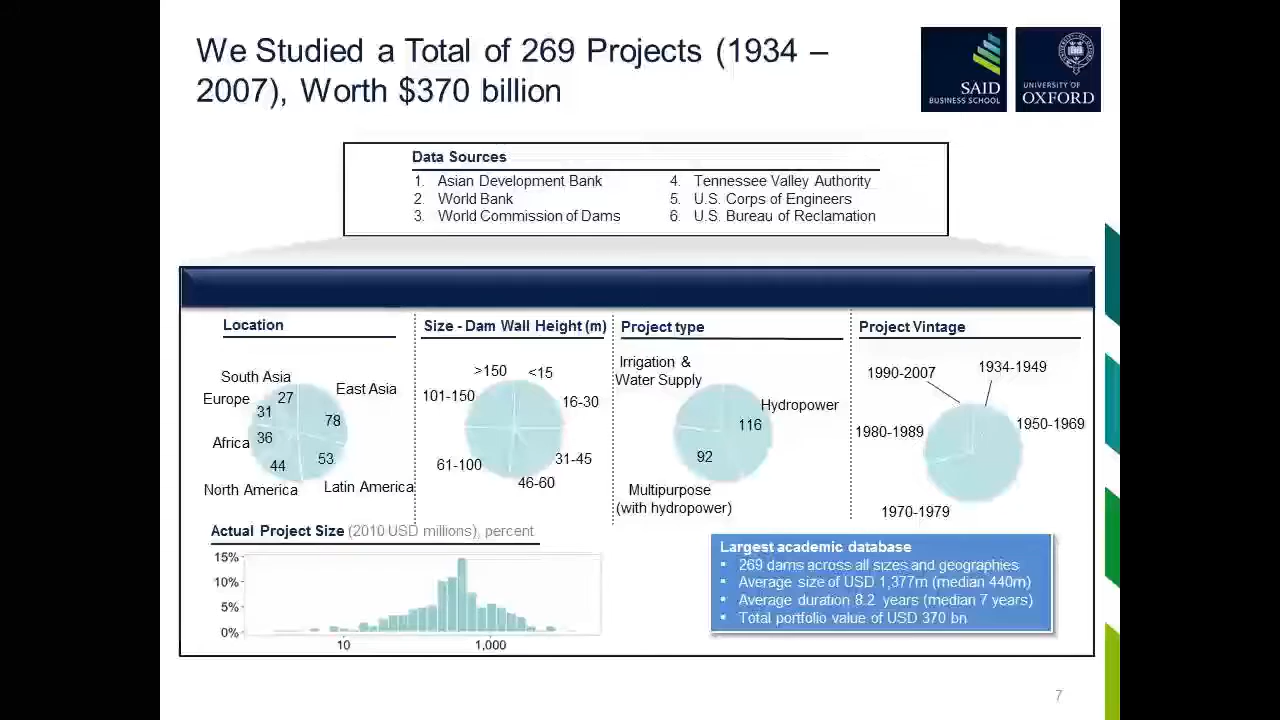 We Studied a Total of 269 Projects (1934 –
2007), Worth $370 billion
SAID
BUSINESS SCHOOL
UNIVERSITY OF
OXFORD
Data Sources
1. Asian Development Bank
2. World Bank
3. World Commission of Dams
4. Tennessee Valley Authority
5. U.S. Corps of Engineers
6. U.S. Bureau of Reclamation
Location
South Asia
27
East Asia
78
Europe
31
Africa
36
53
44
North America
Latin America
Size - Dam Wall Height (m)
>150
<15
101-150
16-30
61-100
31-45
46-60
Project type
Irrigation &
Water Supply
Hydropower
116
92
Multipurpose
(with hydropower)
Project Vintage
1990-2007
1934-1949
1980-1989
1950-1969
1970-1979
Actual Project Size (2010 USD millions), percent
15%
10%
5%
0%
10
1,000
Largest academic database
▪ 269 dams across all sizes and geographies
▪ Average size of USD 1,377m (median 440m)
▪ Average duration 8.2 years (median 7 years)
▪ Total portfolio value of USD 370 bn
7